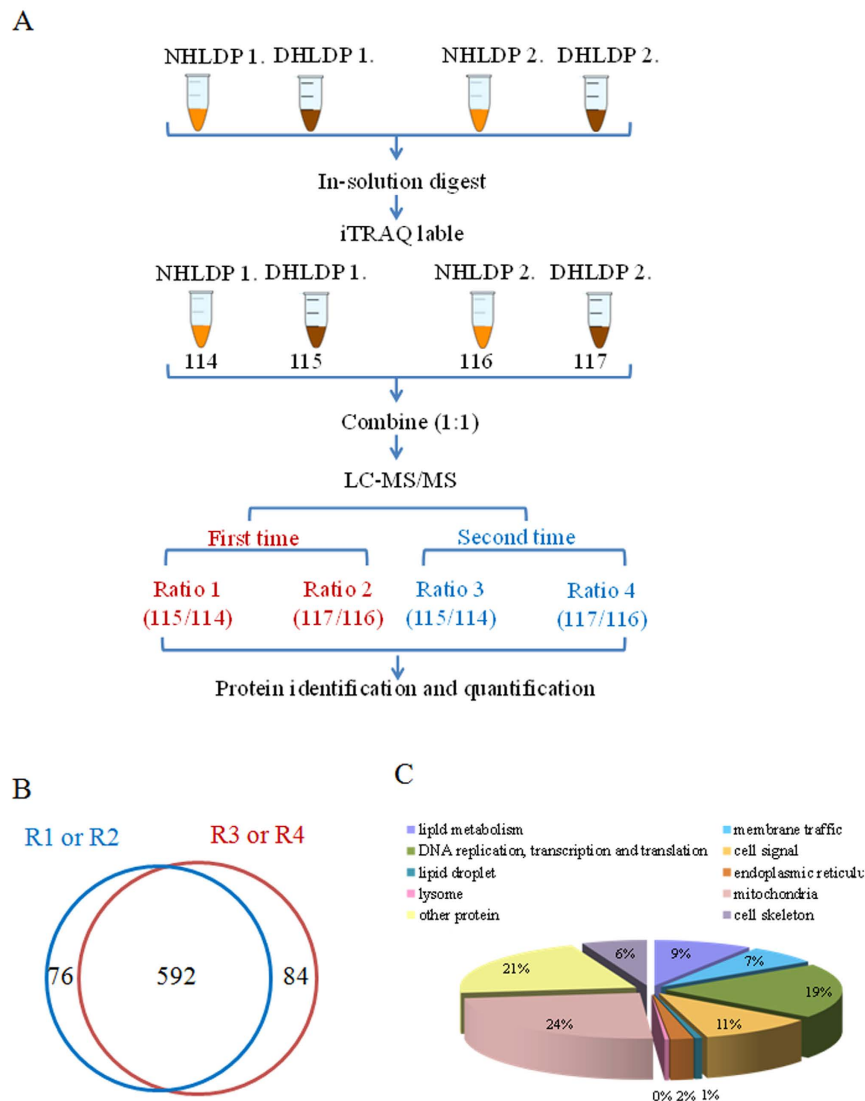 A
NHLDP 1. DHLDP 1. NHLDP 2. DHLDP 2.
In-solution digest
iTRAQ lable
NHLDP 1. DHLDP 1. NHLDP 2. DHLDP 2.
114 115 116 117
Combine (1:1)
LC-MS/MS
First time Second time
Ratio 1 Ratio 2 Ratio 3 Ratio 4
(115/114) (117/116) (115/114) (117/116)
Protein identification and quantification
B
R1 or R2 R3 or R4
76 592 84
C
lipld metabolism membrane traffic
DNA replication, transcription and translation cell signal
lipid droplet endoplasmic reticulu
lysome mitochondria
other protein cell skeleton
6% 9% 7%
21% 19%
24% 11%
0% 2% 1%